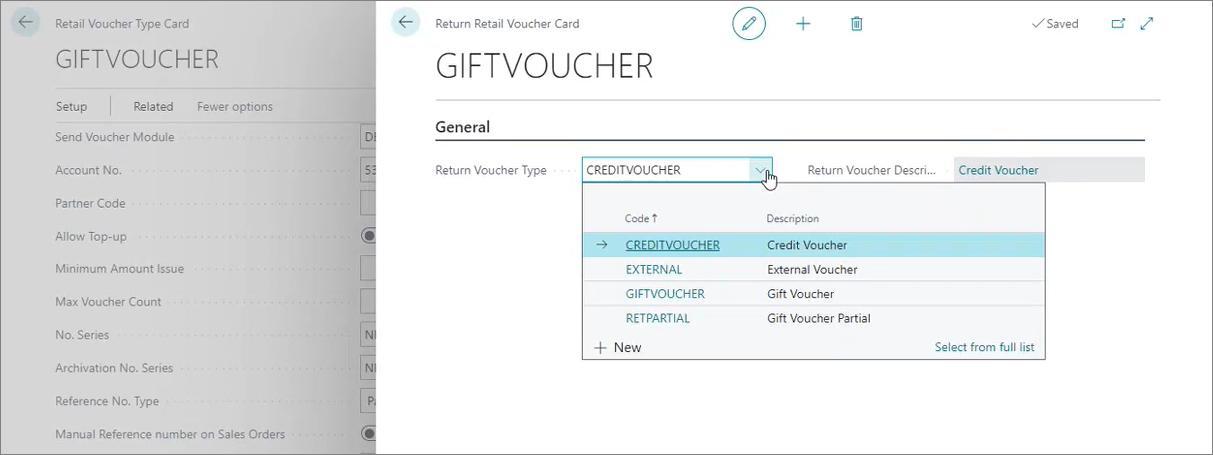 Retail Voucher Type Card
GIFTVOUCHER
Setup
Related
Fewer options
Send Voucher Module
Account No.
Partner Code
Allow Top-up
Minimum Amount Issue
Max Voucher Count
No. Series
Archivation No. Series
Reference No. Type
Manual Reference number on Sales Orders
Return Retail Voucher Card
Saved
GIFTVOUCHER
General
Return Voucher Type
CREDITVOUCHER
Return Voucher Descri...
Credit Voucher
Code↑ Description
CREDITVOUCHER Credit Voucher
EXTERNAL External Voucher
GIFTVOUCHER Gift Voucher
RETPARTIAL Gift Voucher Partial
New
Select from full list